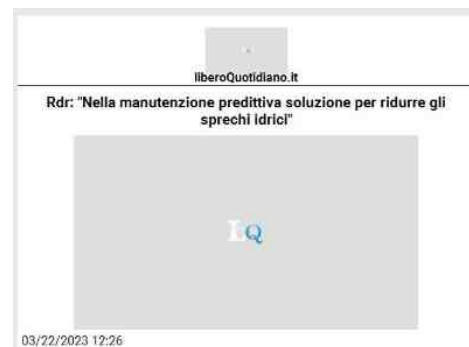 liberoQuotidiano.it
Rdr: "Nella manutenzione predittiva soluzione per ridurre gli
sprechi idrici"
LQ
03/22/2023 12:26